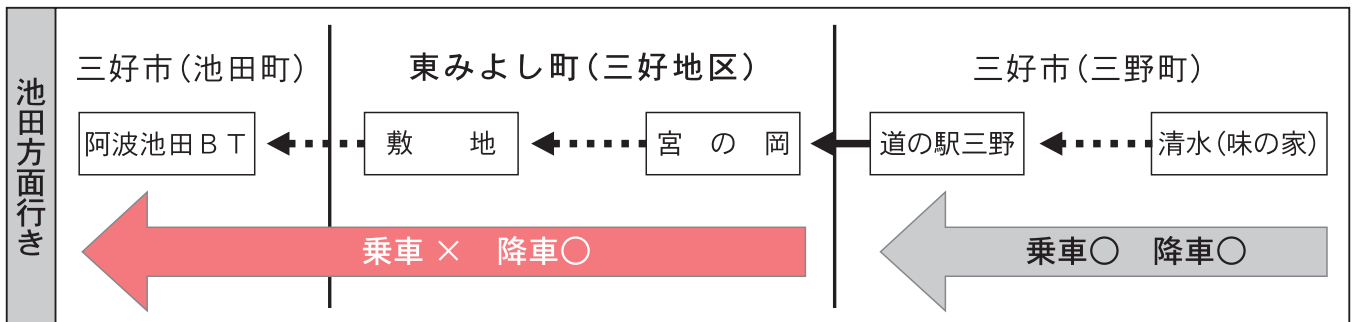 池田方面行き
三好市(池田町)
東みよし町(三好地区)
三好市(三野町)
阿波池田BT
敷　　地
宮　の　岡
道の駅三野
清水(味の家)
乗車×　降車○
乗車○　降車○